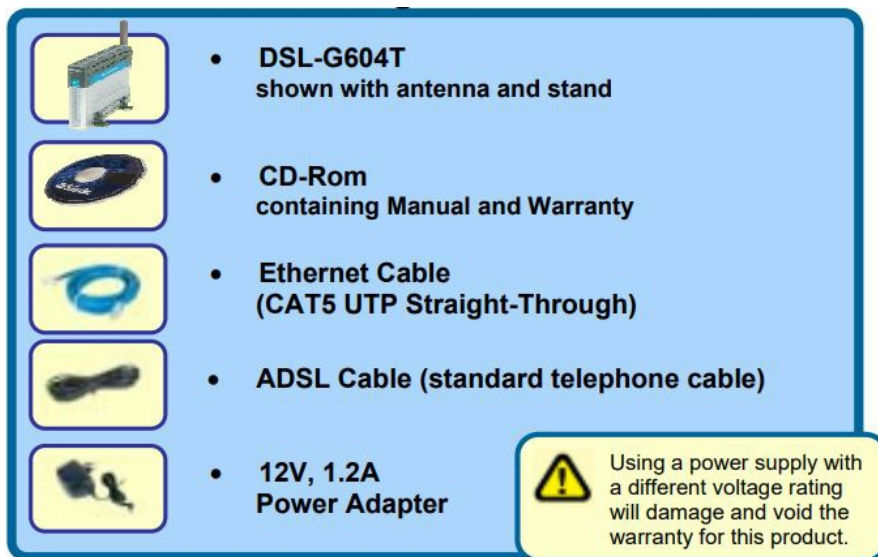 • DSL-G604T
shown with antenna and stand
• CD-Rom
containing Manual and Warranty
• Ethernet Cable
(CAT5 UTP Straight-Through)
• ADSL Cable (standard telephone cable)
• 12V, 1.2A
Power Adapter
Using a power supply with
a different voltage rating
will damage and void the
warranty for this product.